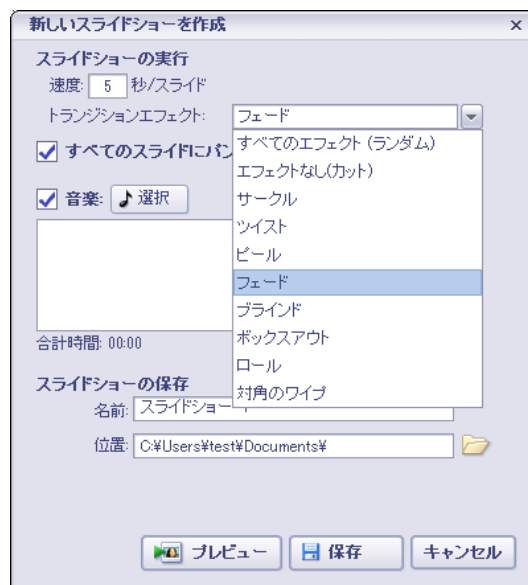 新しいスライドショーを作成
スライドショーの実行
速度: 5 秒/スライド
トランジションエフェクト: フェード
すべてのエフェクト (ランダム)
すべてのスライドにパン
エフェクトなし(カット)
サークル
音楽: 選択
ツイスト
ピール
フェード
ブラインド
ボックスアウト
合計時間: 00:00
ロール
スライドショーの保存
対角のワイプ
名前: スライドショー
位置: C:¥Users¥test¥Documents¥
プレビュー 保存 キャンセル